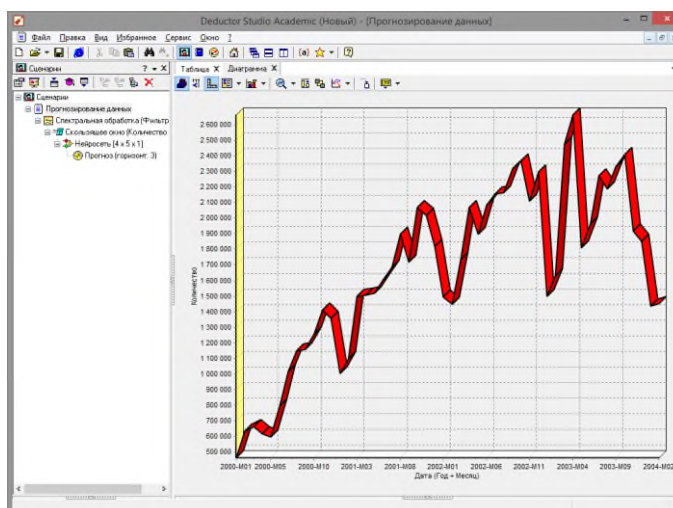 Deductor Studio Academic (Новый) - [Прогнозирование данных]
Файл Правка Вид Избранное Сервис Окно ?
Сценарии
Таблица X Диаграмма X
Сценарии
Прогнозирование данных
Спектральная обработка (Фильтр
Скользящее окно (Количество
Нейросеть [4 x 5 x 1]
Прогноз (горизонт: 3)
2 600 000
2 500 000
2 400 000
2 300 000
2 200 000
2 100 000
2 000 000
1 900 000
1 800 000
1 700 000
1 600 000
1 500 000
1 400 000
1 300 000
1 200 000
1 100 000
1 000 000
900 000
800 000
700 000
600 000
500 000
Количество
2000-M01 2000-M05 2000-M10 2001-M03 2001-M08 2002-M01 2002-M06 2002-M11 2003-M04 2003-M09 2004-M02
Дата (Год + Месяц)